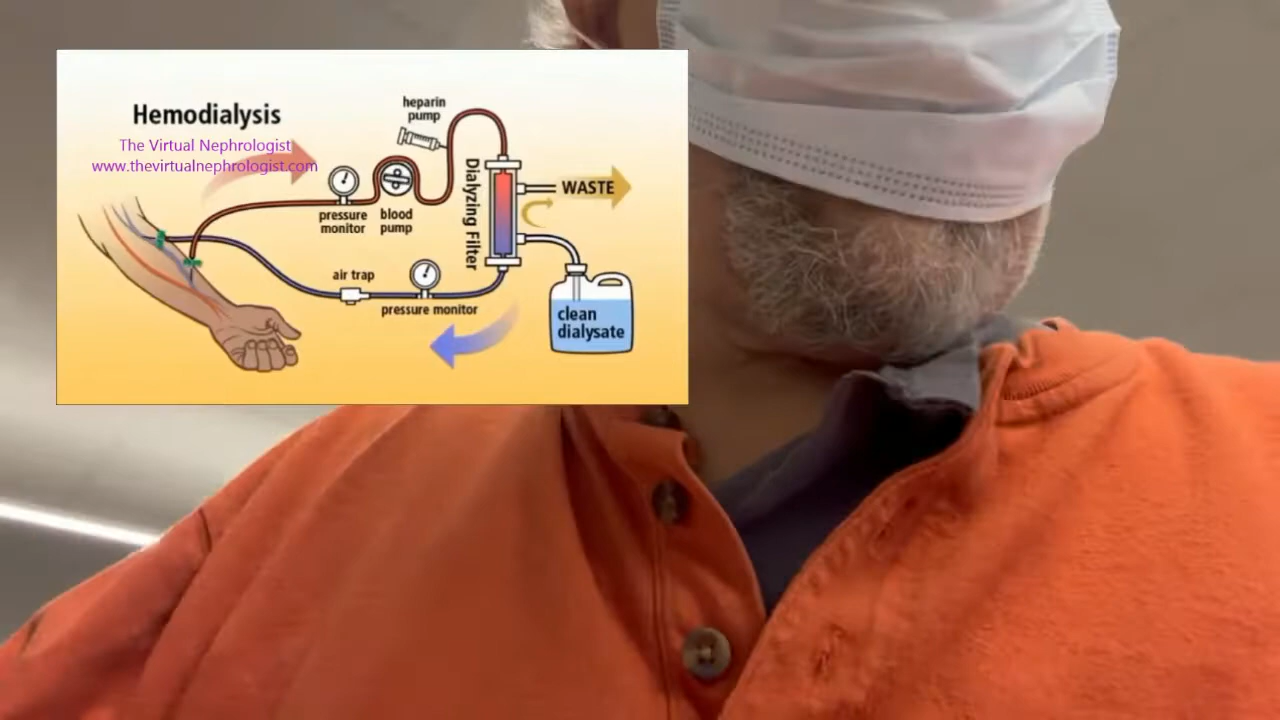 Hemodialysis
The Virtual Nephrologist
www.thevirtualnephrologist.com
heparin
pump
pressure
monitor
blood
pump
Dialyzing Filter
WASTE
air trap
pressure monitor
clean
dialysate